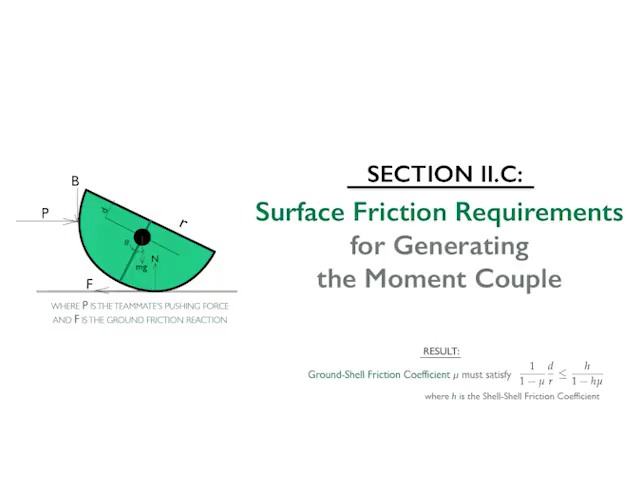 SECTION II.C:
Surface Friction Requirements
for Generating
the Moment Couple
B
P
r
d
θ
mg
N
F
WHERE P IS THE TEAMMATE'S PUSHING FORCE
AND F IS THE GROUND FRICTION REACTION
RESULT:
Ground-Shell Friction Coefficient μ must satisfy 1/(1 − μ) d/r ≤ h/(1 − hμ)
where h is the Shell-Shell Friction Coefficient